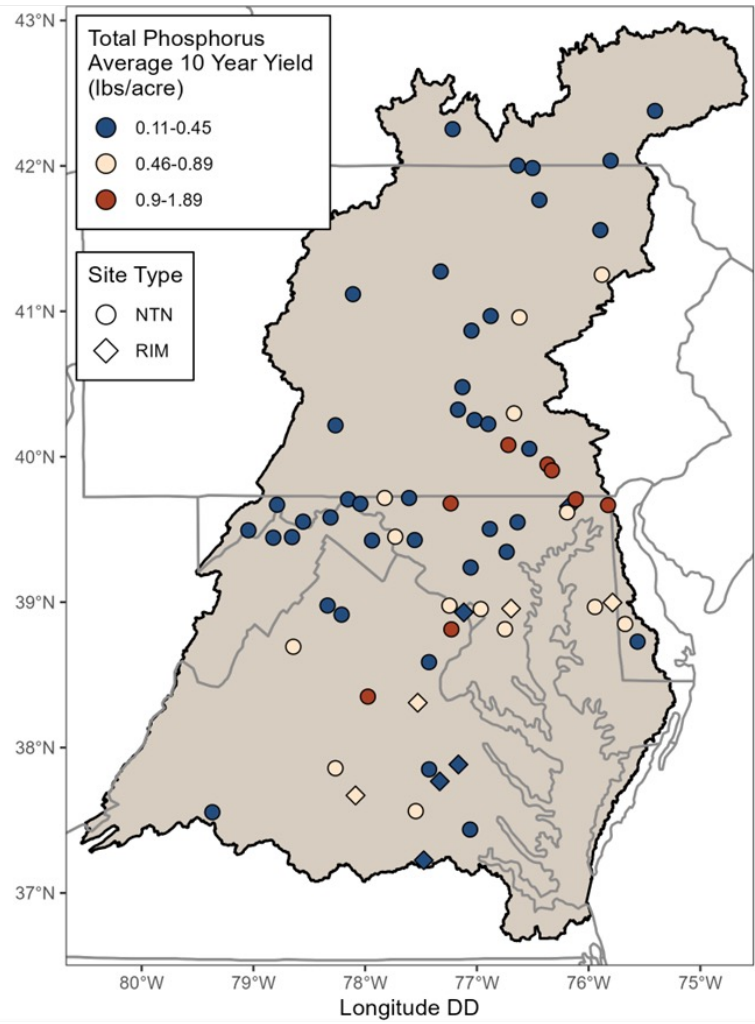 Total Phosphorus
Average 10 Year Yield
(lbs/acre)
0.11-0.45
0.46-0.89
0.9-1.89
Site Type
NTN
RIM
43°N
42°N
41°N
40°N
39°N
38°N
37°N
80°W 79°W 78°W 77°W 76°W 75°W
Longitude DD